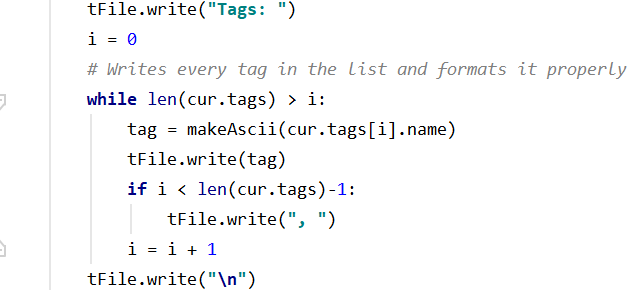 tFile.write("Tags: ")
i = 0
# Writes every tag in the list and formats it properly
while len(cur.tags) > i:
tag = makeAscii(cur.tags[i].name)
tFile.write(tag)
if i < len(cur.tags)-1:
tFile.write(", ")
i = i + 1
tFile.write("\n")